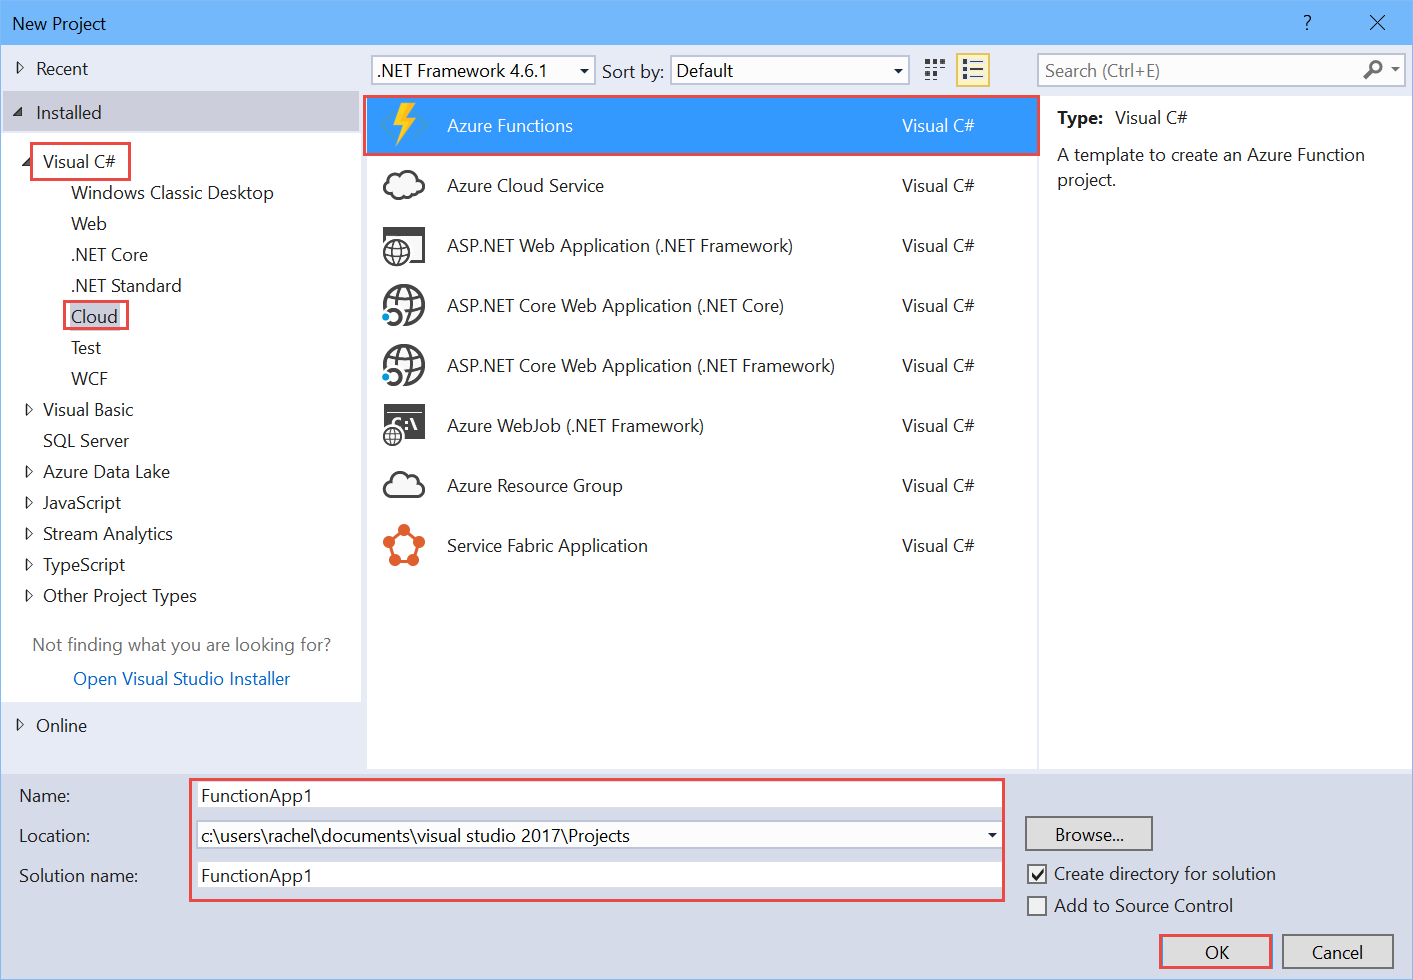 New Project
?
Recent
.NET Framework 4.6.1
Sort by:
Default
Search (Ctrl+E)
Installed
Visual C#
Windows Classic Desktop
Web
.NET Core
.NET Standard
Cloud
Test
WCF
Visual Basic
SQL Server
Azure Data Lake
JavaScript
Stream Analytics
TypeScript
Other Project Types
Not finding what you are looking for?
Open Visual Studio Installer
Online
Azure Functions Visual C#
Azure Cloud Service Visual C#
ASP.NET Web Application (.NET Framework) Visual C#
ASP.NET Core Web Application (.NET Core) Visual C#
ASP.NET Core Web Application (.NET Framework) Visual C#
Azure WebJob (.NET Framework) Visual C#
Azure Resource Group Visual C#
Service Fabric Application Visual C#
Type: Visual C#
A template to create an Azure Function
project.
Name: FunctionApp1
Location: c:\users\rachel\documents\visual studio 2017\Projects
Browse...
Solution name: FunctionApp1
Create directory for solution
Add to Source Control
OK
Cancel